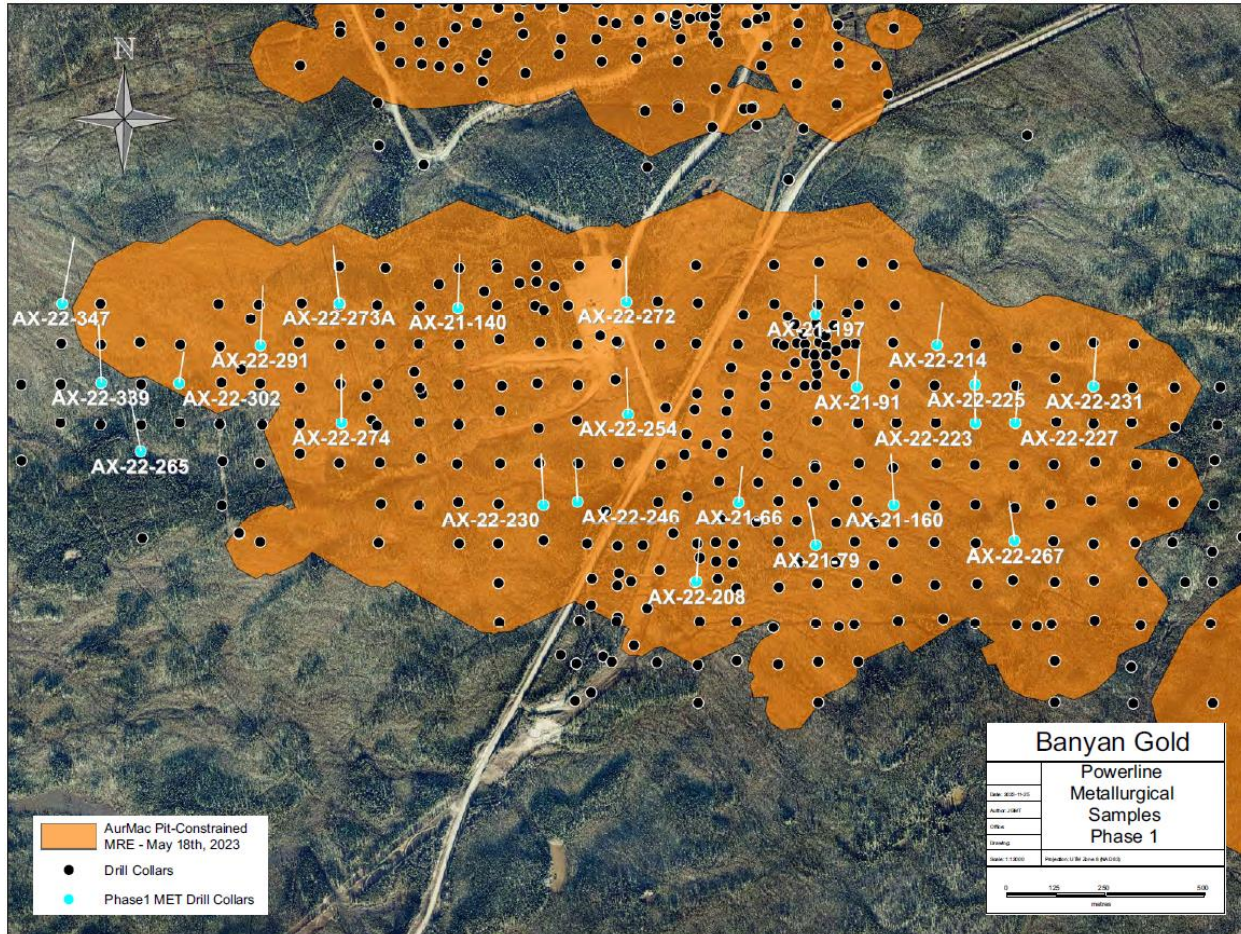 N
AX-22-347
AX-22-273A
AX-21-140
AX-22-272
AX-21-197
AX-22-291
AX-22-214
AX-22-339
AX-22-302
AX-21-91
AX-22-225
AX-22-231
AX-22-274
AX-22-254
AX-22-223
AX-22-227
AX-22-265
AX-22-230
AX-22-246
AX-21-66
AX-21-160
AX-21-79
AX-22-267
AX-22-208
Banyan Gold
Powerline
Metallurgical
Samples
Phase 1
Office
Drawing:
Scale: 1:12000
0 125 250 500
metres
AurMac Pit-Constrained
MRE - May 18th, 2023
Drill Collars
Phase1 MET Drill Collars